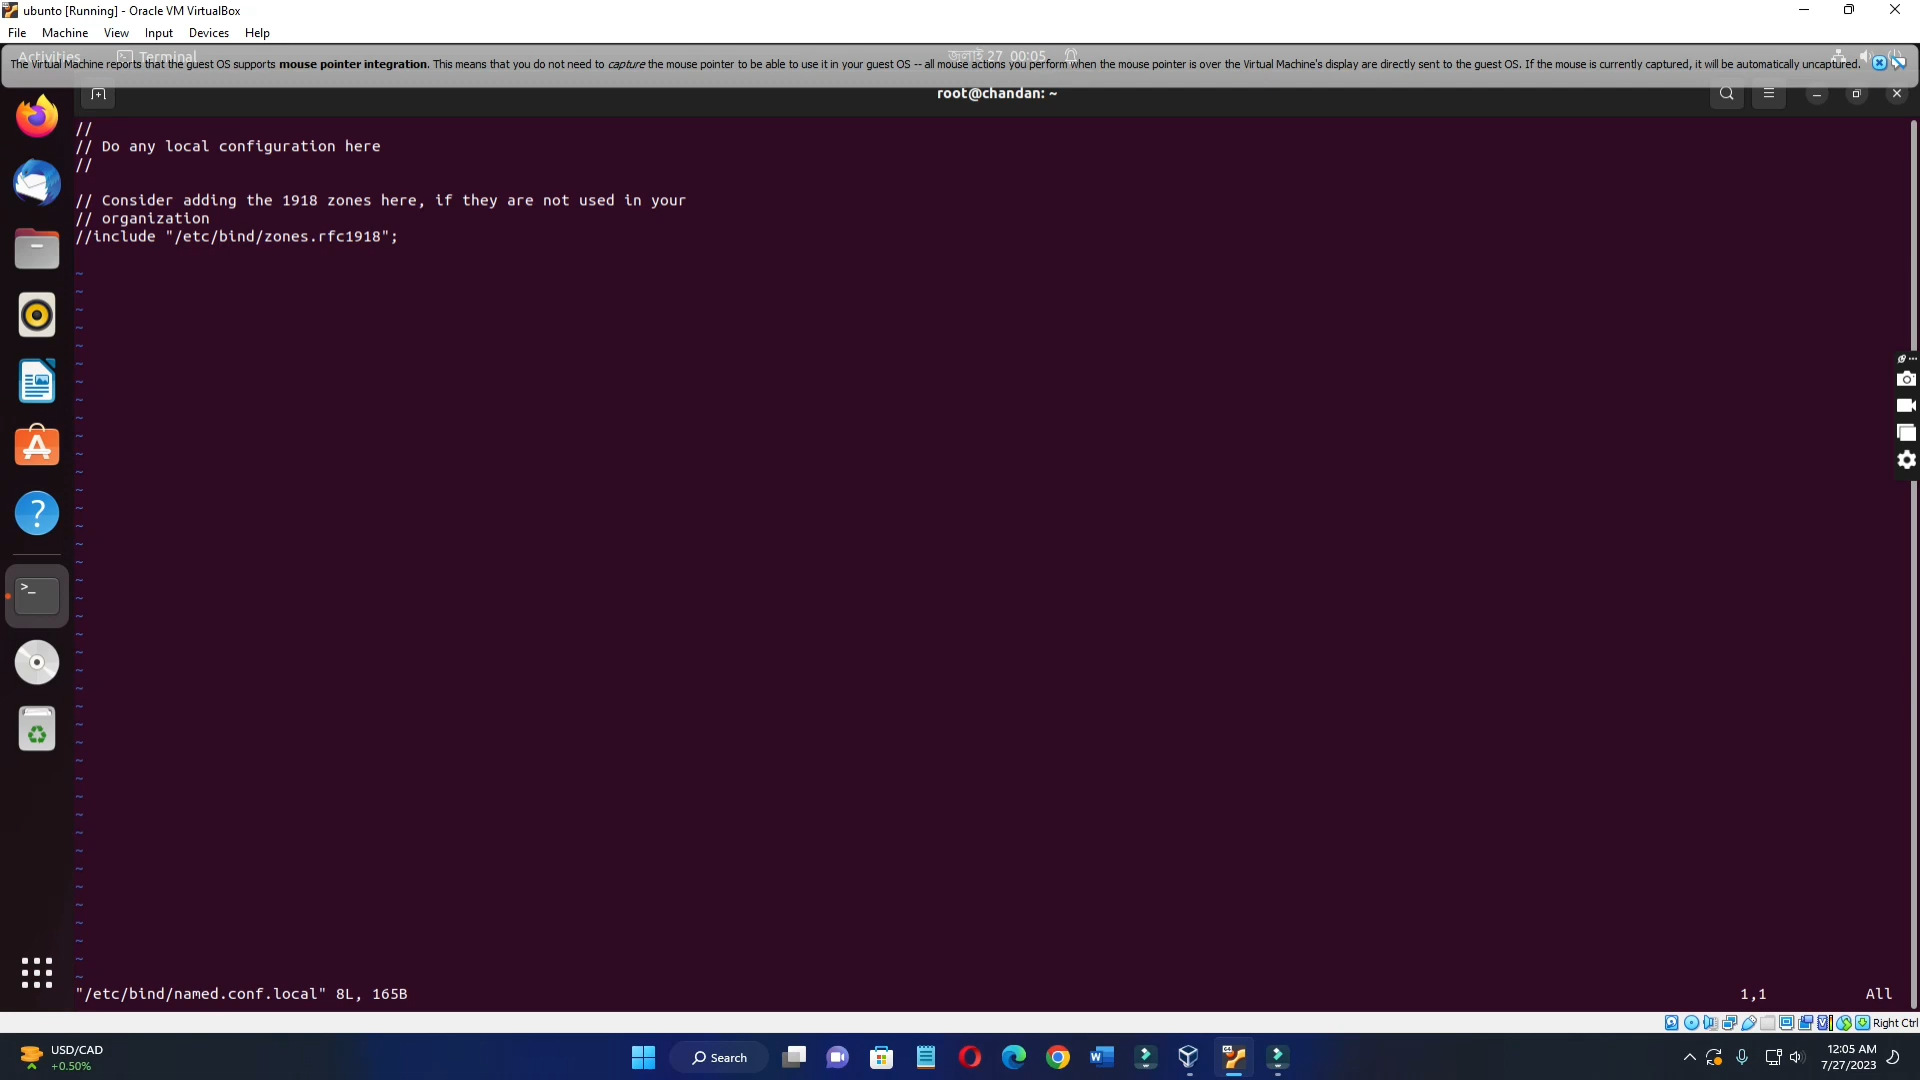 ubunto [Running] - Oracle VM VirtualBox
File Machine View Input Devices Help
Activities Terminal জুলাই 27 00:05
The Virtual Machine reports that the guest OS supports mouse pointer integration. This means that you do not need to capture the mouse pointer to be able to use it in your guest OS -- all mouse actions you perform when the mouse pointer is over the Virtual Machine's display are directly sent to the guest OS. If the mouse is currently captured, it will be automatically uncaptured.
root@chandan: ~
//
// Do any local configuration here
//
// Consider adding the 1918 zones here, if they are not used in your
// organization
//include "/etc/bind/zones.rfc1918";
"/etc/bind/named.conf.local" 8L, 165B 1,1 All
Right Ctrl
USD/CAD
+0.50%
Search
12:05 AM
7/27/2023